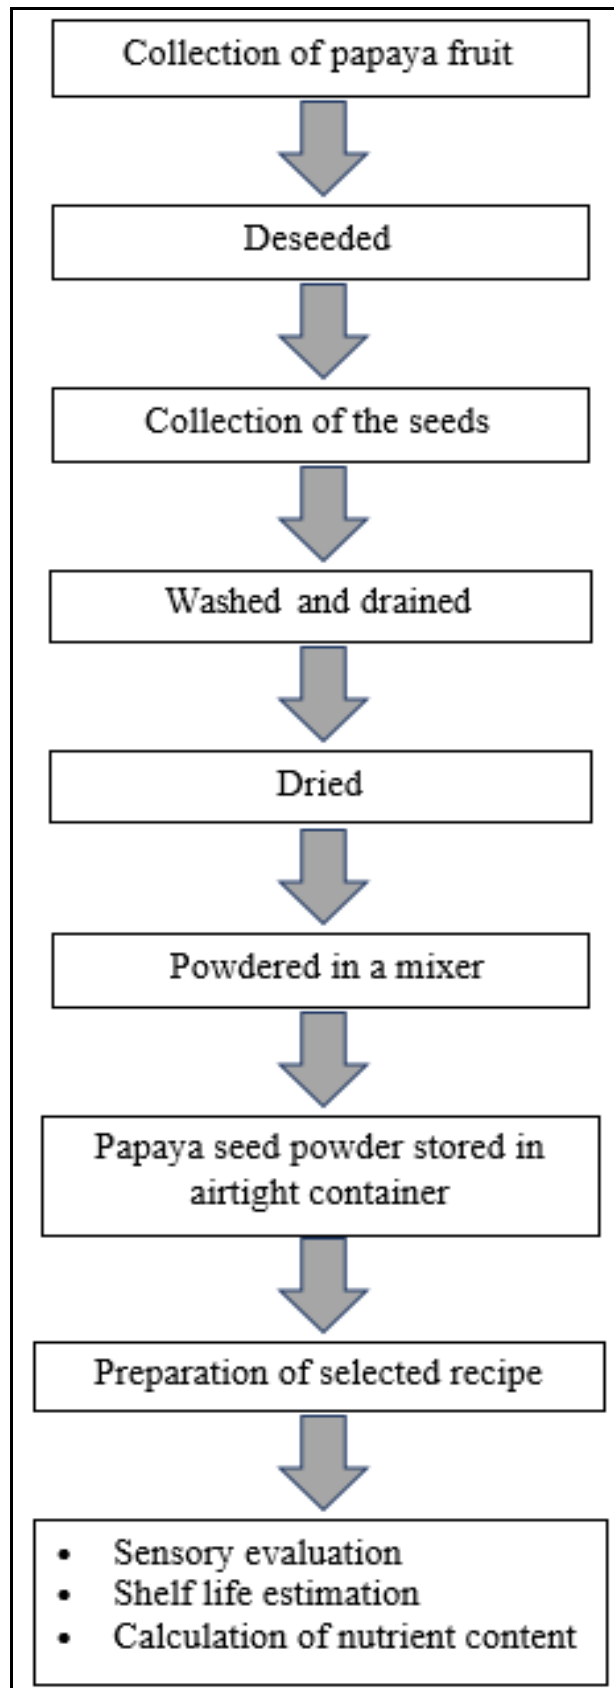 Collection of papaya fruit
Deseeded
Collection of the seeds
Washed and drained
Dried
Powdered in a mixer
Papaya seed powder stored in
airtight container
Preparation of selected recipe
• Sensory evaluation
• Shelf life estimation
• Calculation of nutrient content